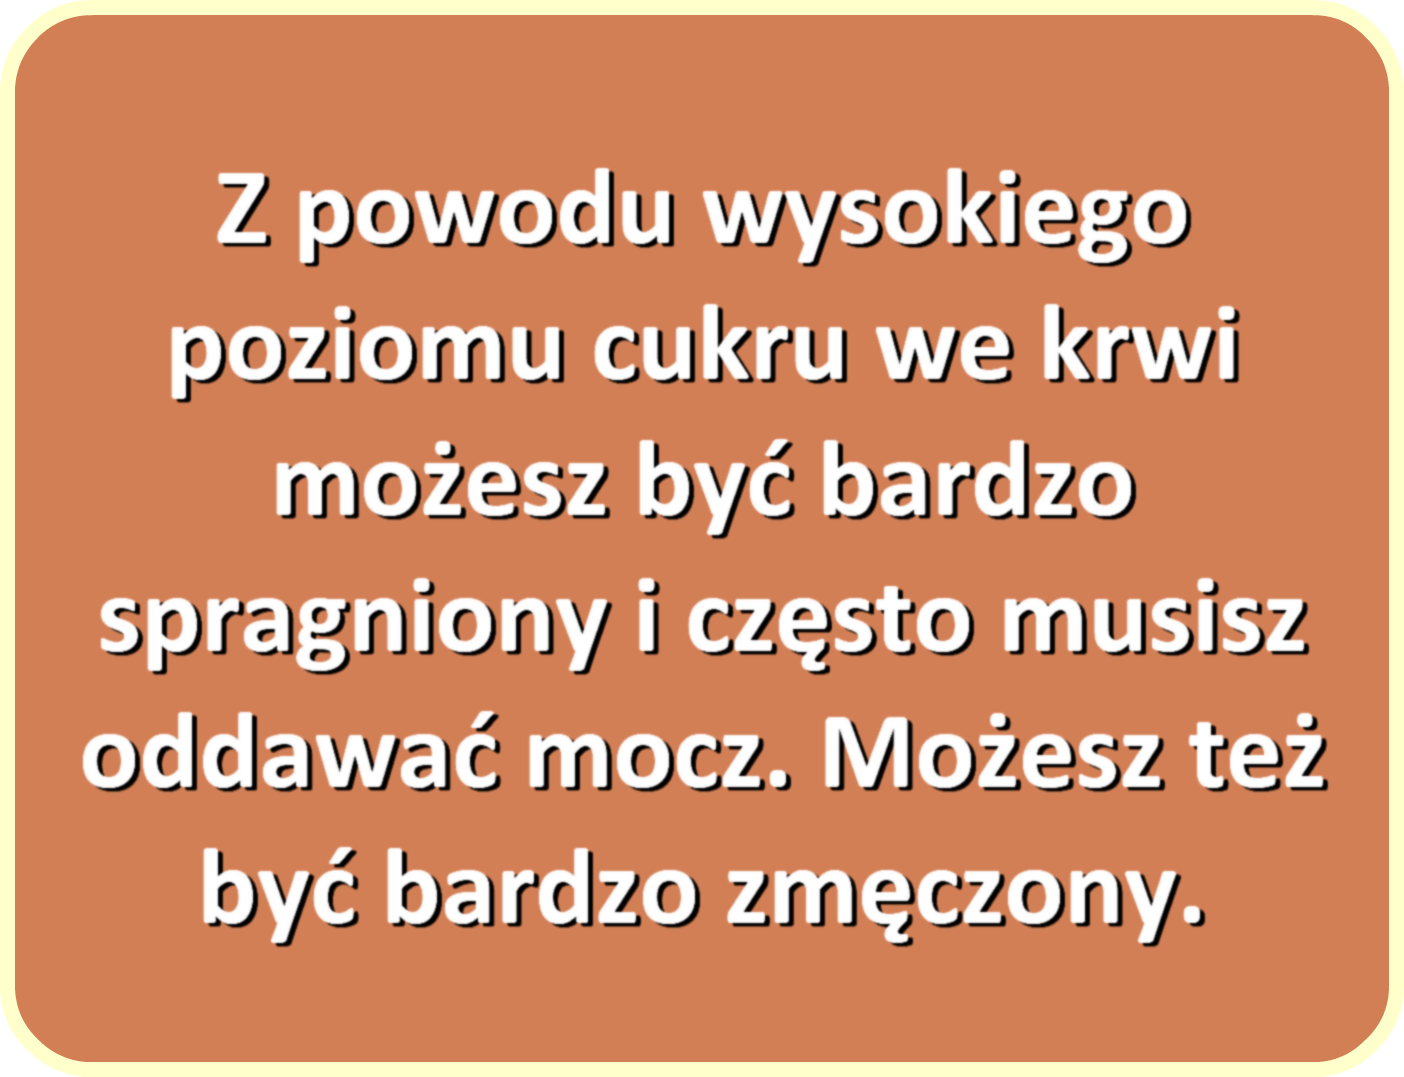 Z powodu wysokiego
poziomu cukru we krwi
możesz być bardzo
spragniony i często musisz
oddawać mocz. Możesz też
być bardzo zmęczony.